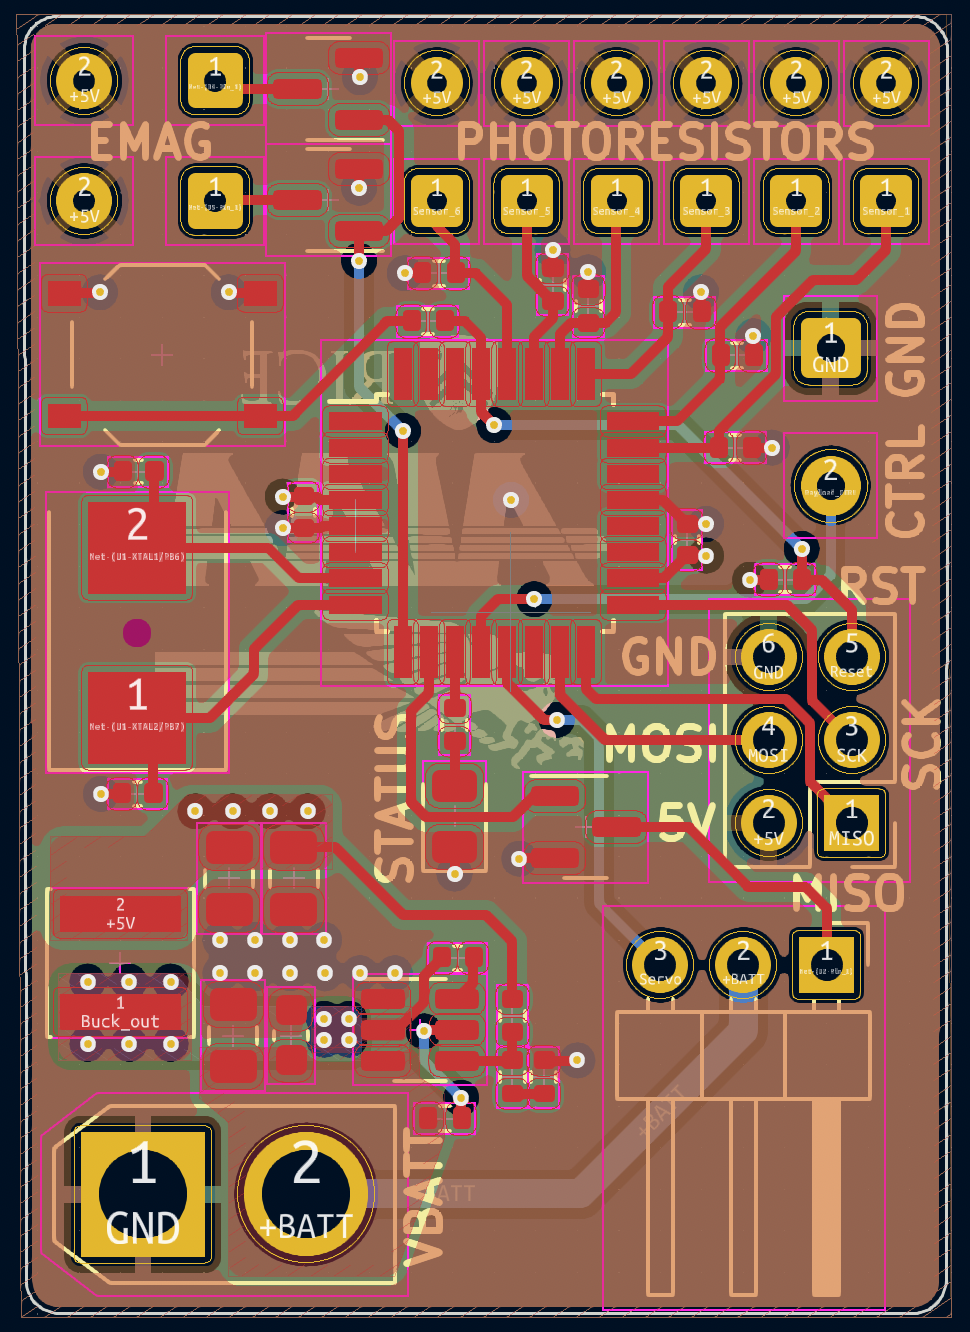 2
+5V
1
2
+5V
2
+5V
2
+5V
2
+5V
2
+5V
2
+5V
EMAG
PHOTORESISTORS
2
+5V
1
1
Sensor_6
1
Sensor_5
1
Sensor_4
1
Sensor_3
1
Sensor_2
1
Sensor_1
1
GND
GND
2
CTRL
2
Net-(U1-XTAL1/PB6)
RST
GND
6
GND
5
Reset
1
Net-(U1-XTAL2/PB7)
STATUS
MOSI
4
MOSI
3
SCK
SCK
5V
2
+5V
1
MISO
MISO
2
+5V
1
Buck_out
3
Servo
2
+BATT
1
+BATT
1
GND
2
+BATT
VBATT